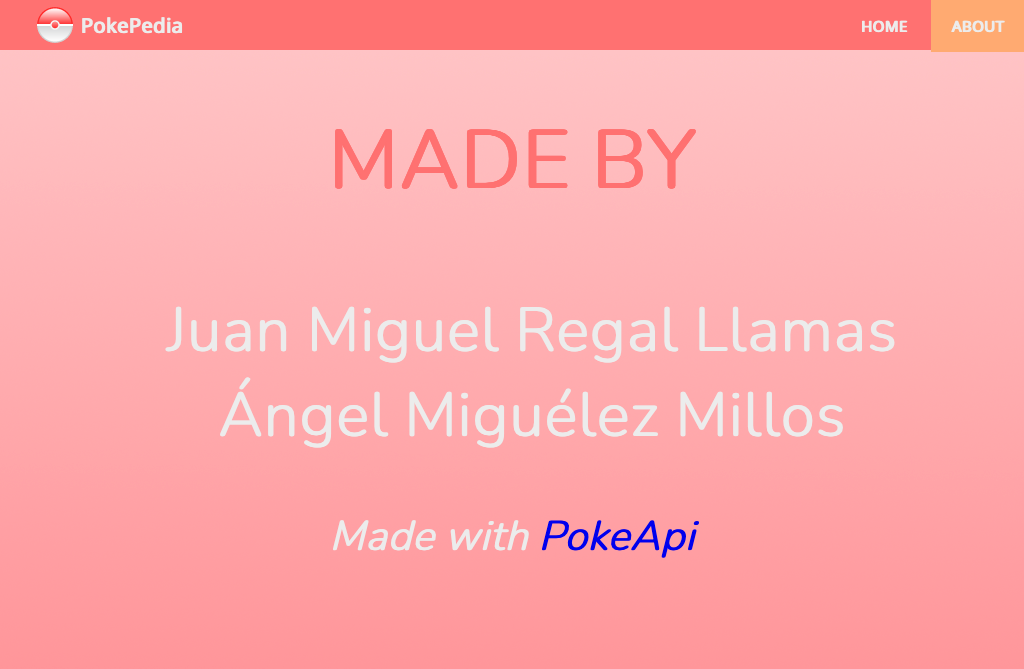 PokePedia
HOME
ABOUT
MADE BY
Juan Miguel Regal Llamas
Ángel Miguélez Millos
Made with PokeApi